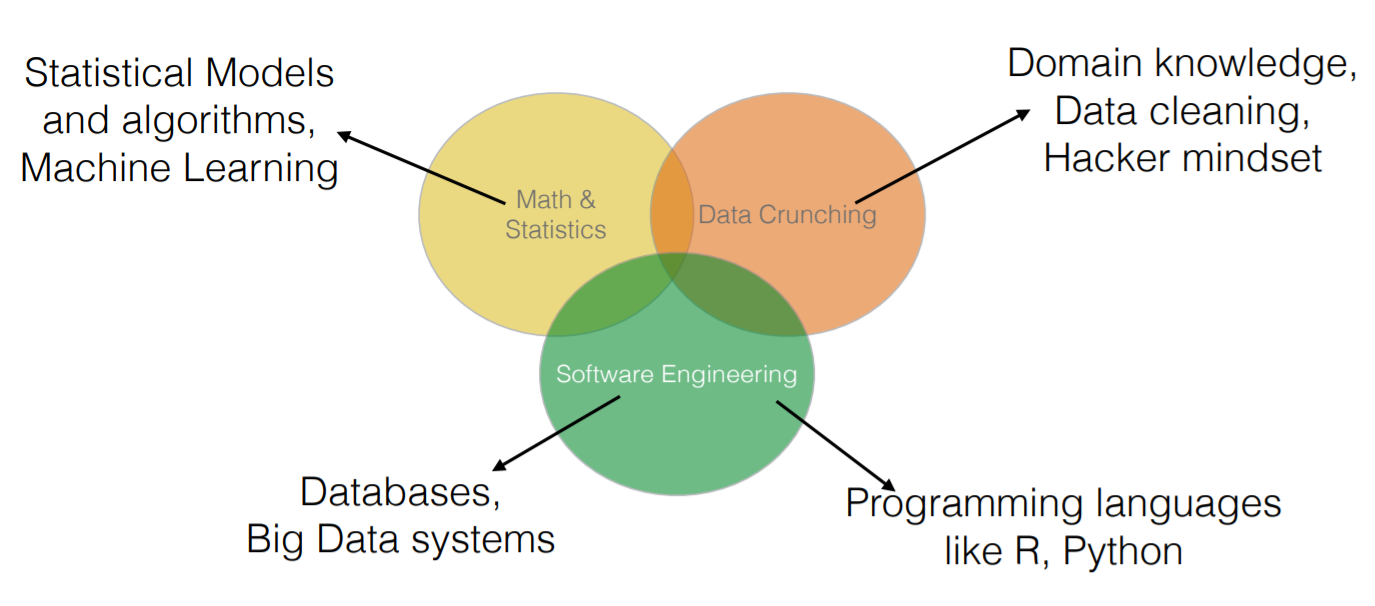 Statistical Models
and algorithms,
Machine Learning
Domain knowledge,
Data cleaning,
Hacker mindset
Math &
Statistics
Data Crunching
Software Engineering
Databases,
Big Data systems
Programming languages
like R, Python